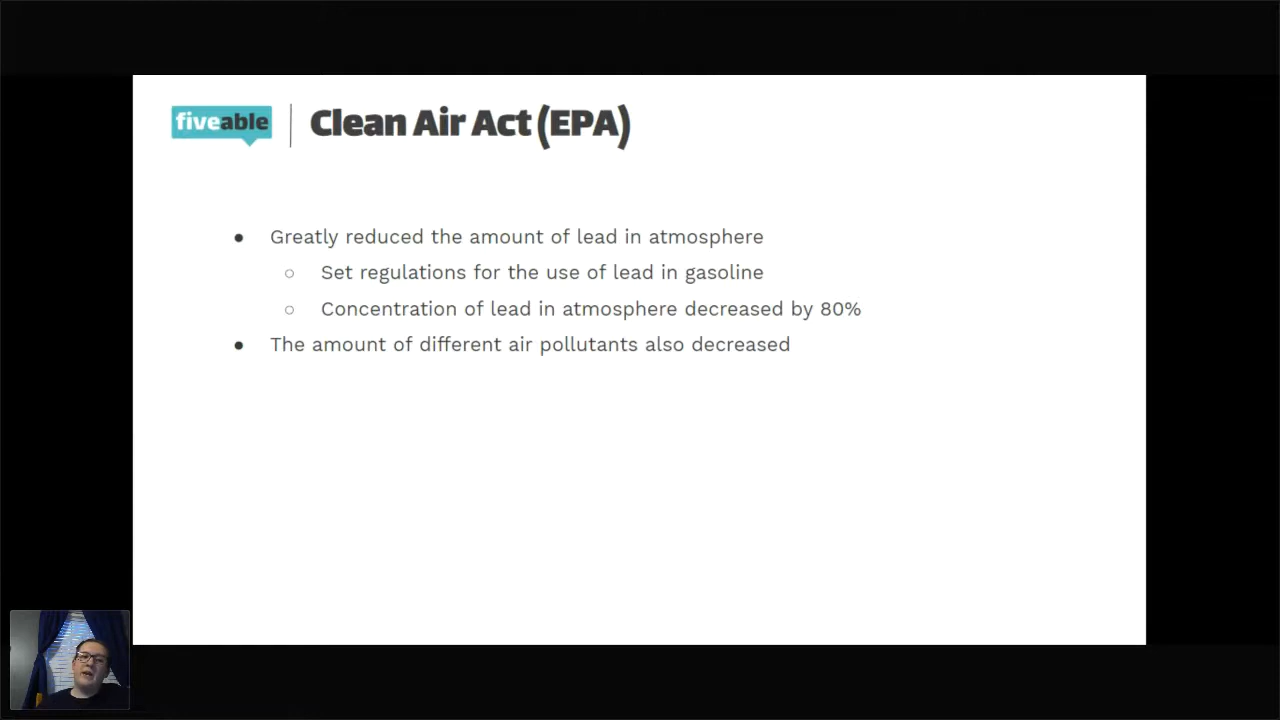 fiveable
Clean Air Act (EPA)
● Greatly reduced the amount of lead in atmosphere
○ Set regulations for the use of lead in gasoline
○ Concentration of lead in atmosphere decreased by 80%
● The amount of different air pollutants also decreased